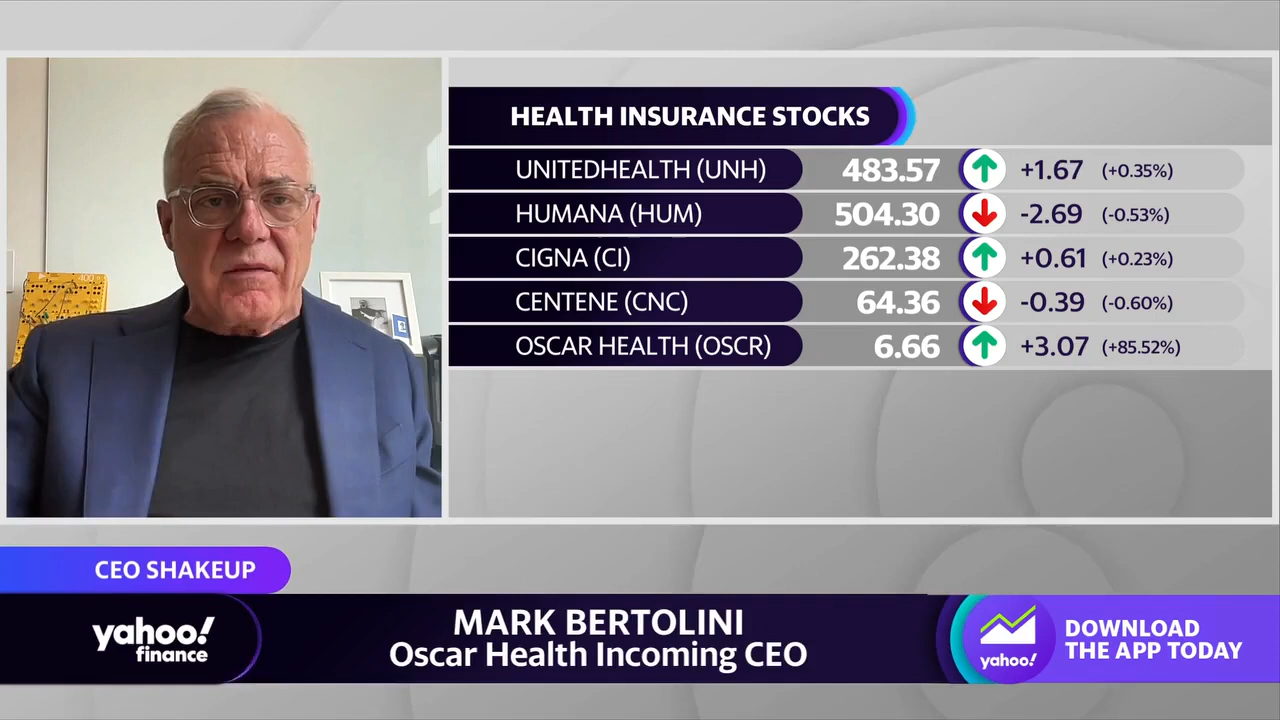 HEALTH INSURANCE STOCKS
UNITEDHEALTH (UNH) 483.57 +1.67 (+0.35%)
HUMANA (HUM) 504.30 -2.69 (-0.53%)
CIGNA (CI) 262.38 +0.61 (+0.23%)
CENTENE (CNC) 64.36 -0.39 (-0.60%)
OSCAR HEALTH (OSCR) 6.66 +3.07 (+85.52%)
CEO SHAKEUP
yahoo!
finance
MARK BERTOLINI
Oscar Health Incoming CEO
yahoo!
DOWNLOAD
THE APP TODAY